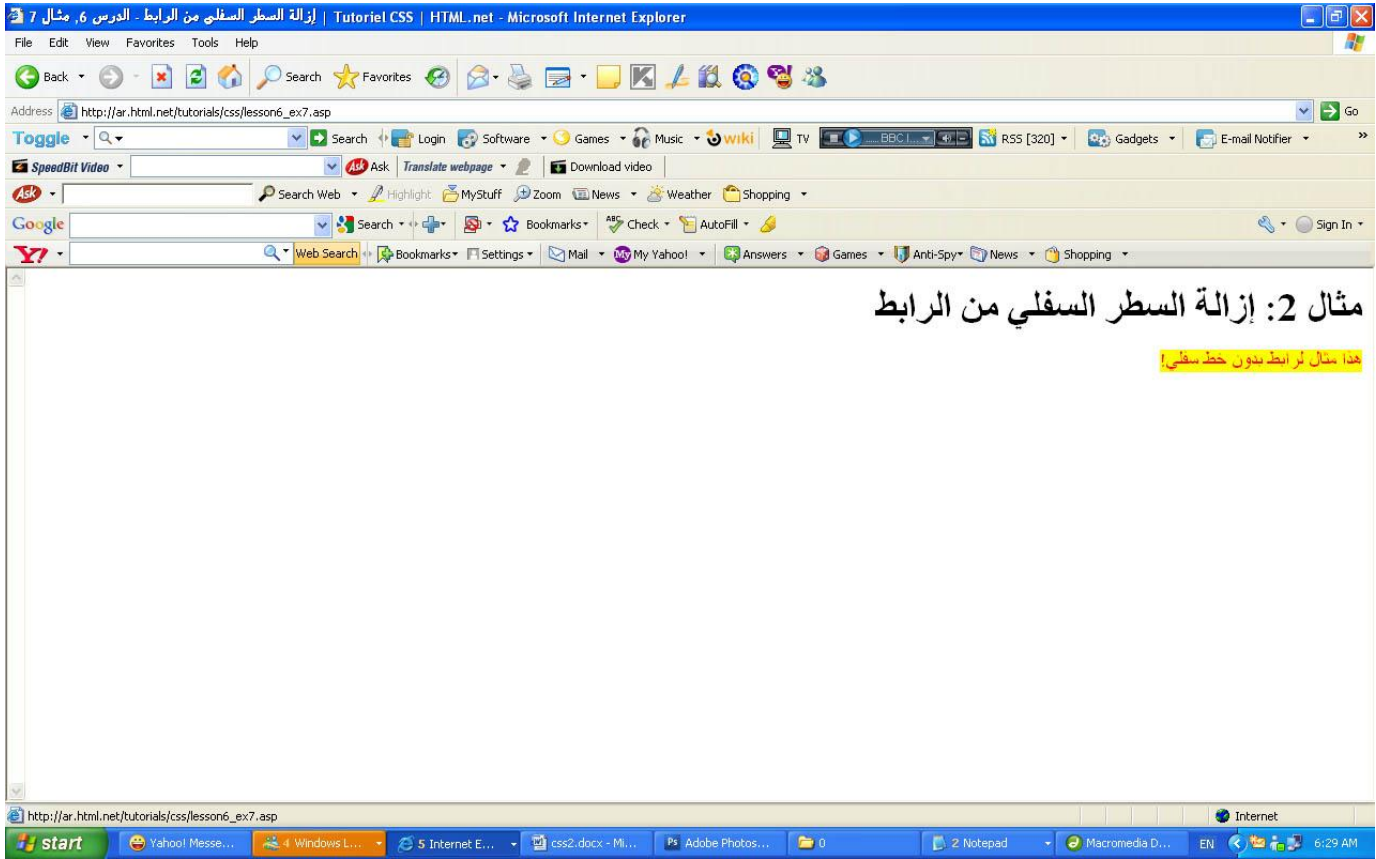 إزالة السطر السفلي من الرابط - الدرس 6, مثال 7 | Tutoriel CSS | HTML.net - Microsoft Internet Explorer
File Edit View Favorites Tools Help
Back Search Favorites
Address http://ar.html.net/tutorials/css/lesson6_ex7.asp Go
Toggle Search Login Software Games Music wiki TV ..... BBC RSS [320] Gadgets E-mail Notifier »
SpeedBit Video Ask Translate webpage Download video
Ask Search Web Highlight MyStuff Zoom News Weather Shopping
Google Search Bookmarks ABC Check AutoFill Sign In
Y! Web Search Bookmarks Settings Mail My My Yahoo! Answers Games Anti-Spy News Shopping
مثال 2: إزالة السطر السفلي من الرابط
هذا مثال لرابط بدون خط سفلي!
http://ar.html.net/tutorials/css/lesson6_ex7.asp Internet
start Yahoo! Messe... 4 Windows L... 5 Internet E... css2.docx - Mi... Ps Adobe Photos... 0 2 Notepad Macromedia D... EN 6:29 AM